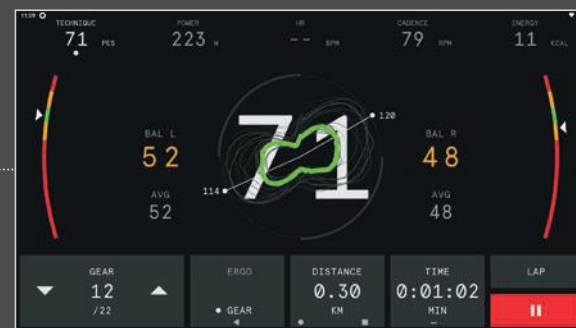 11:09
TECHNIQUE POWER HR CADENCE ENERGY
71 PES 223 W -- BPM 79 RPM 11 KCAL
71
120
114
BAL L
52
AVG
52
BAL R
48
AVG
48
GEAR
12
/22
ERGO
• GEAR
DISTANCE
0.30
KM
TIME
0:01:02
MIN
LAP